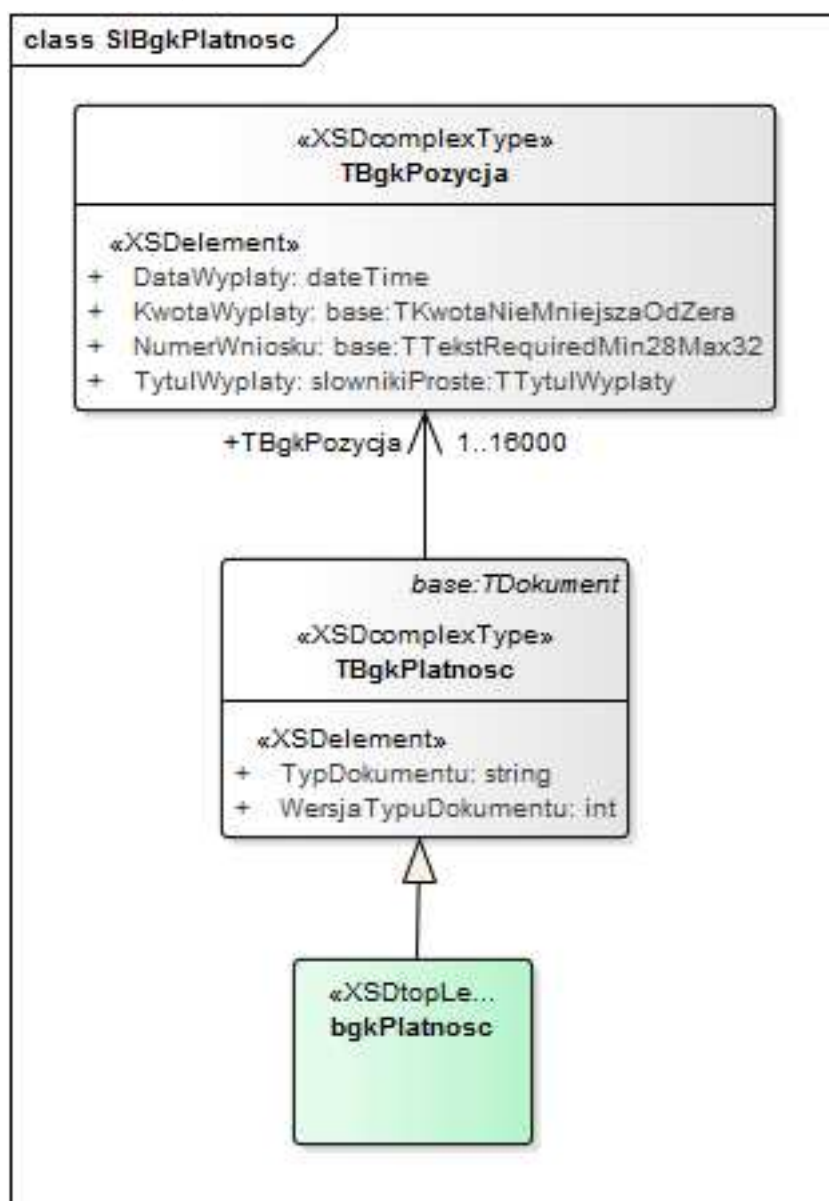 class SIBgkPlatnosc
«XSDcomplexType»
TBgkPozycja
«XSDelement»
+ DataWyplaty: dateTime
+ KwotaWyplaty: base:TKwotaNieMniejszaOdZera
+ NumerWniosku: base:TTekstRequiredMin28Max32
+ TytulWyplaty: slownikiProste:TTytulWyplaty
+TBgkPozycja 1..16000
base:TDokument
«XSDcomplexType»
TBgkPlatnosc
«XSDelement»
+ TypDokumentu: string
+ WersjaTypuDokumentu: int
«XSDtopLe...
bgkPlatnosc